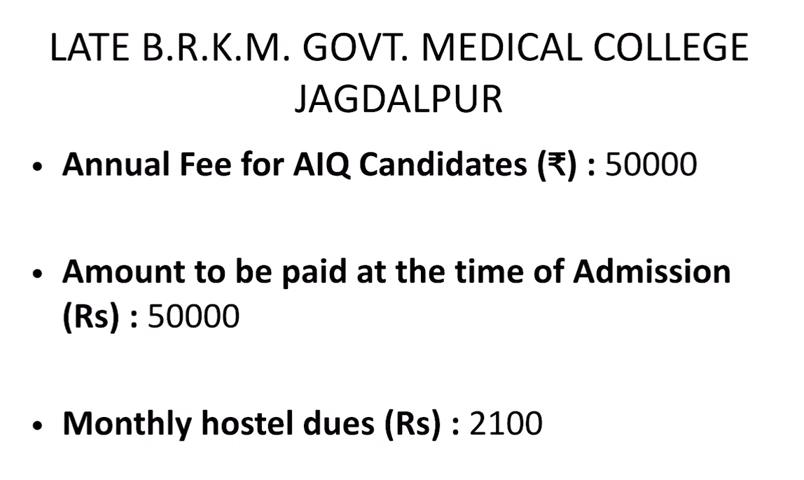 LATE B.R.K.M. GOVT. MEDICAL COLLEGE
JAGDALPUR
• Annual Fee for AIQ Candidates (₹) : 50000
• Amount to be paid at the time of Admission
(Rs) : 50000
• Monthly hostel dues (Rs) : 2100